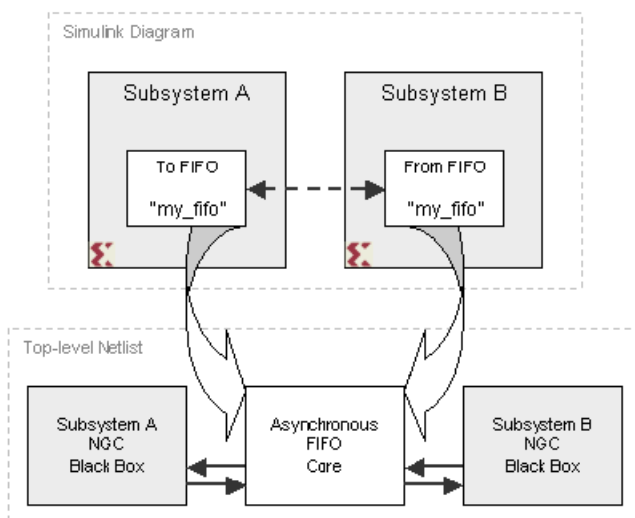 Simulink Diagram
Subsystem A
Subsystem B
To FIFO
"my_fifo"
From FIFO
"my_fifo"
Top-level Netlist
Subsystem A
NGC
Black Box
Asynchronous
FIFO
Core
Subsystem B
NGC
Black Box